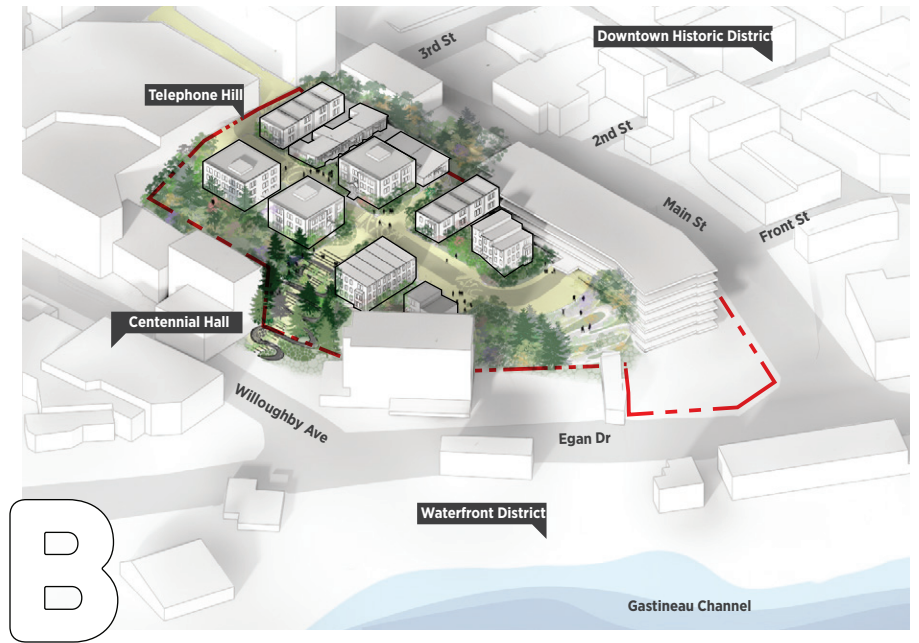 3rd St
Downtown Historic District
Telephone Hill
2nd St
Main St
Front St
Centennial Hall
Willoughby Ave
Egan Dr
Waterfront District
B
Gastineau Channel